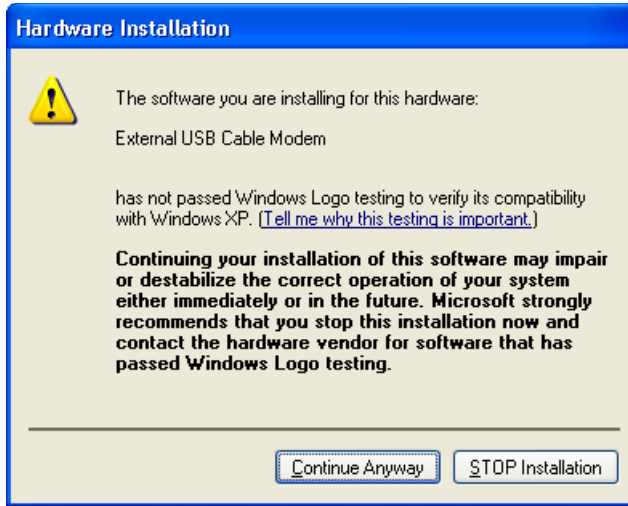 Hardware Installation
The software you are installing for this hardware:
External USB Cable Modem
has not passed Windows Logo testing to verify its compatibility
with Windows XP. (Tell me why this testing is important.)
Continuing your installation of this software may impair
or destabilize the correct operation of your system
either immediately or in the future. Microsoft strongly
recommends that you stop this installation now and
contact the hardware vendor for software that has
passed Windows Logo testing.
Continue Anyway
STOP Installation